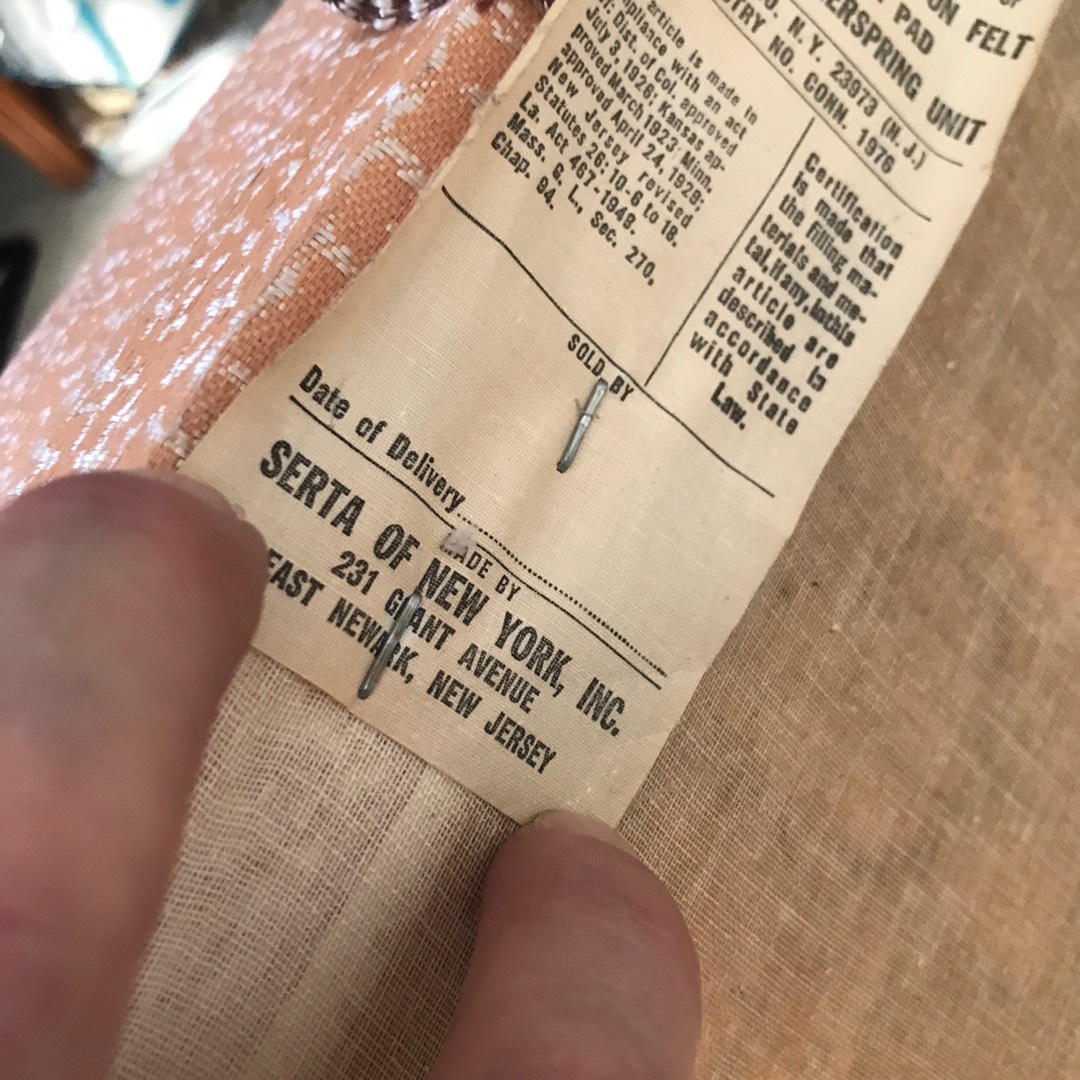 ON FELT
PAD
ERSPRING UNIT
N. Y. 23973 (N. J.)
TRY NO. CONN. 1976
article is made in
pliance with an act
Dist. of Col. approved
July 3, 1926; Kansas ap-
proved March 1923; Minn.
approved April 24, 1929;
New Jersey revised
Statutes 26: 10-6 to 18.
La. Act 467-1948.
Mass. G. L., Sec. 270,
Chap. 94.
Certification
is made that
the filling ma-
terials and me-
tal, if any, in this
article are
described in
accordance
with State
Law.
SOLD BY
Date of Delivery
MADE BY
SERTA OF NEW YORK, INC.
231 GRANT AVENUE
EAST NEWARK, NEW JERSEY